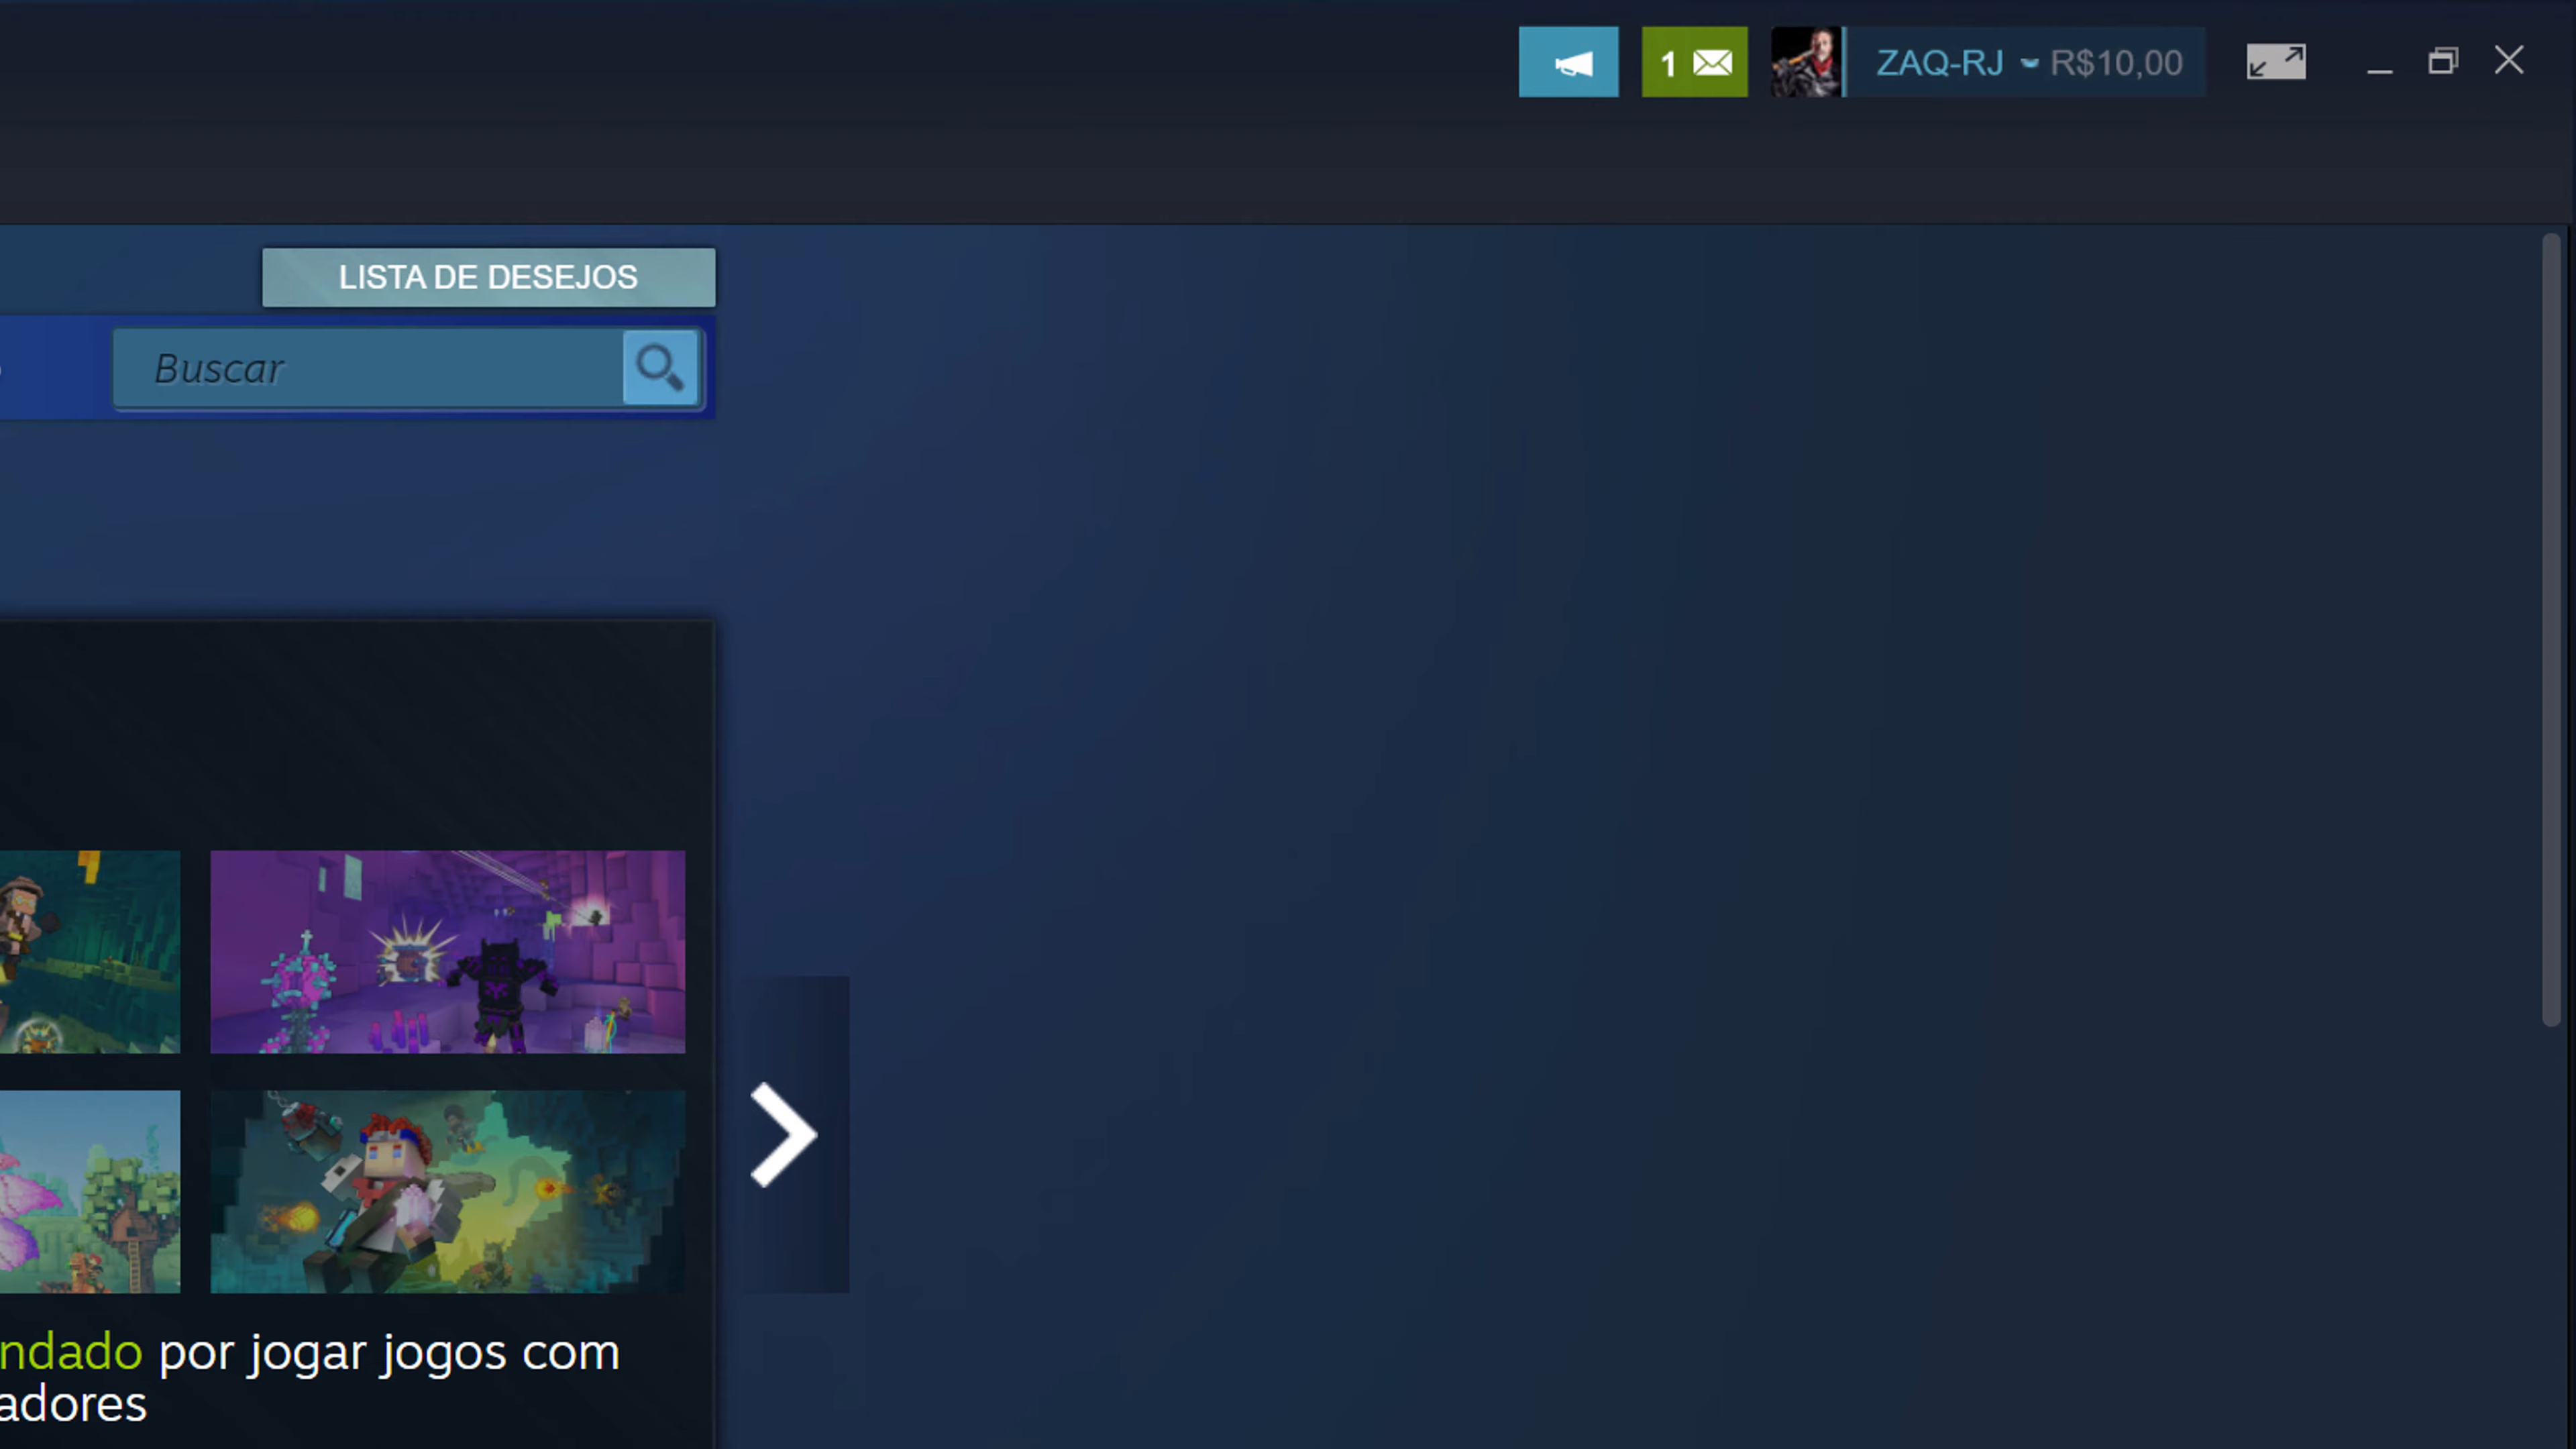 1
ZAQ-RJ R$10,00
LISTA DE DESEJOS
Buscar
ndado por jogar jogos com
adores